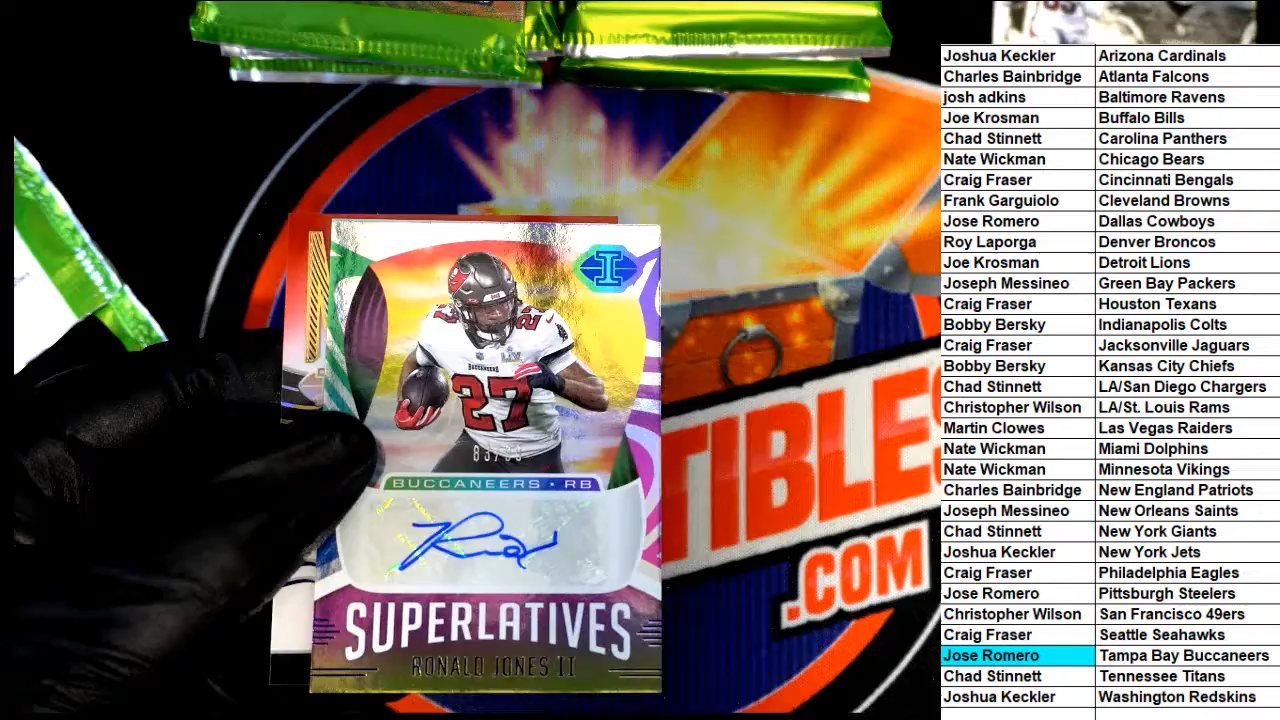 Joshua Keckler Arizona Cardinals
Charles Bainbridge Atlanta Falcons
josh adkins Baltimore Ravens
Joe Krosman Buffalo Bills
Chad Stinnett Carolina Panthers
Nate Wickman Chicago Bears
Craig Fraser Cincinnati Bengals
Frank Garguiolo Cleveland Browns
Jose Romero Dallas Cowboys
Roy Laporga Denver Broncos
Joe Krosman Detroit Lions
Joseph Messineo Green Bay Packers
Craig Fraser Houston Texans
Bobby Bersky Indianapolis Colts
Craig Fraser Jacksonville Jaguars
Bobby Bersky Kansas City Chiefs
Chad Stinnett LA/San Diego Chargers
Christopher Wilson LA/St. Louis Rams
Martin Clowes Las Vegas Raiders
Nate Wickman Miami Dolphins
Nate Wickman Minnesota Vikings
Charles Bainbridge New England Patriots
Joseph Messineo New Orleans Saints
Chad Stinnett New York Giants
Joshua Keckler New York Jets
Craig Fraser Philadelphia Eagles
Jose Romero Pittsburgh Steelers
Christopher Wilson San Francisco 49ers
Craig Fraser Seattle Seahawks
Jose Romero Tampa Bay Buccaneers
Chad Stinnett Tennessee Titans
Joshua Keckler Washington Redskins
I
27
BUCCANEERS
27
BUCCANEERS · RB
SUPERLATIVES
RONALD JONES II
TIBLES
.COM